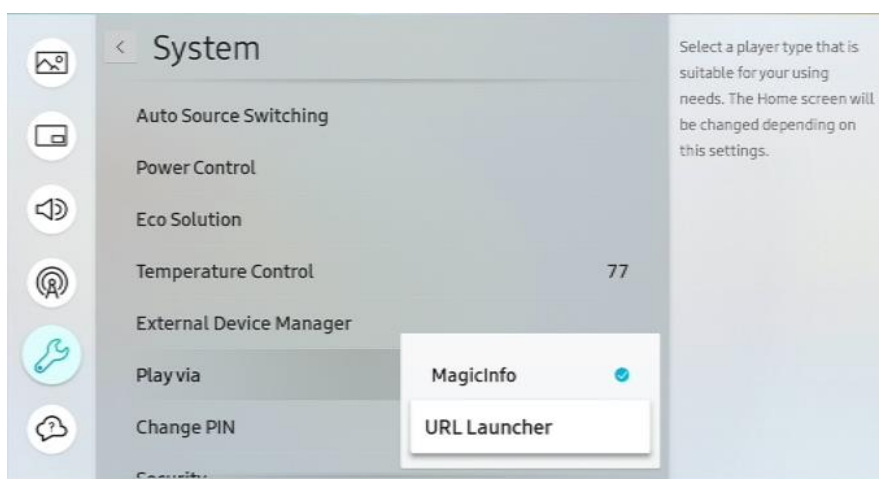 System
Auto Source Switching
Power Control
Eco Solution
Temperature Control 77
External Device Manager
Play via
MagicInfo
URL Launcher
Change PIN
Security
Select a player type that is
suitable for your using
needs. The Home screen will
be changed depending on
this settings.